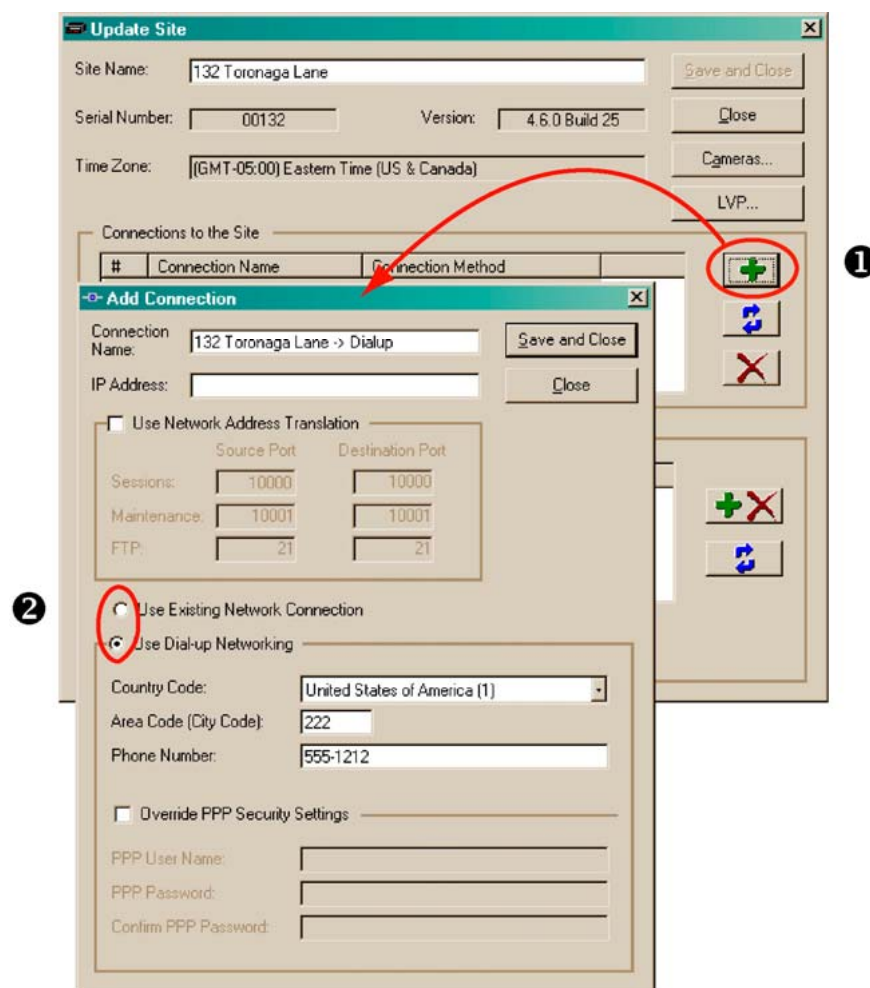 Update Site
Site Name: 132 Toronaga Lane Save and Close
Serial Number: 00132 Version: 4.6.0 Build 25 Close
Time Zone: (GMT-05:00) Eastern Time (US & Canada) Cameras...
LVP...
Connections to the Site
# Connection Name Connection Method
❶
Add Connection
Connection Name: 132 Toronaga Lane -> Dialup Save and Close
IP Address: Close
Use Network Address Translation
Source Port Destination Port
Sessions: 10000 10000
Maintenance: 10001 10001
FTP: 21 21
❷
Use Existing Network Connection
Use Dial-up Networking
Country Code: United States of America (1)
Area Code (City Code): 222
Phone Number: 555-1212
Override PPP Security Settings
PPP User Name:
PPP Password:
Confirm PPP Password: